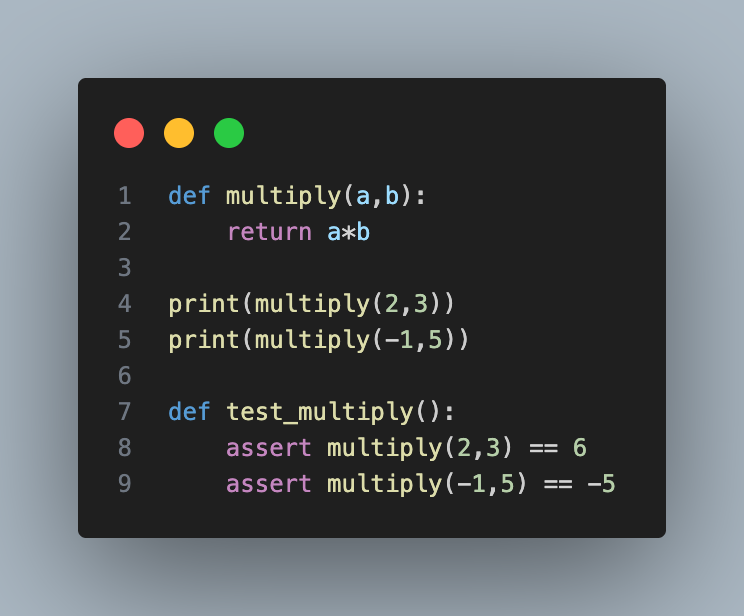 1 def multiply(a,b):
2     return a*b
3
4 print(multiply(2,3))
5 print(multiply(-1,5))
6
7 def test_multiply():
8     assert multiply(2,3) == 6
9     assert multiply(-1,5) == -5